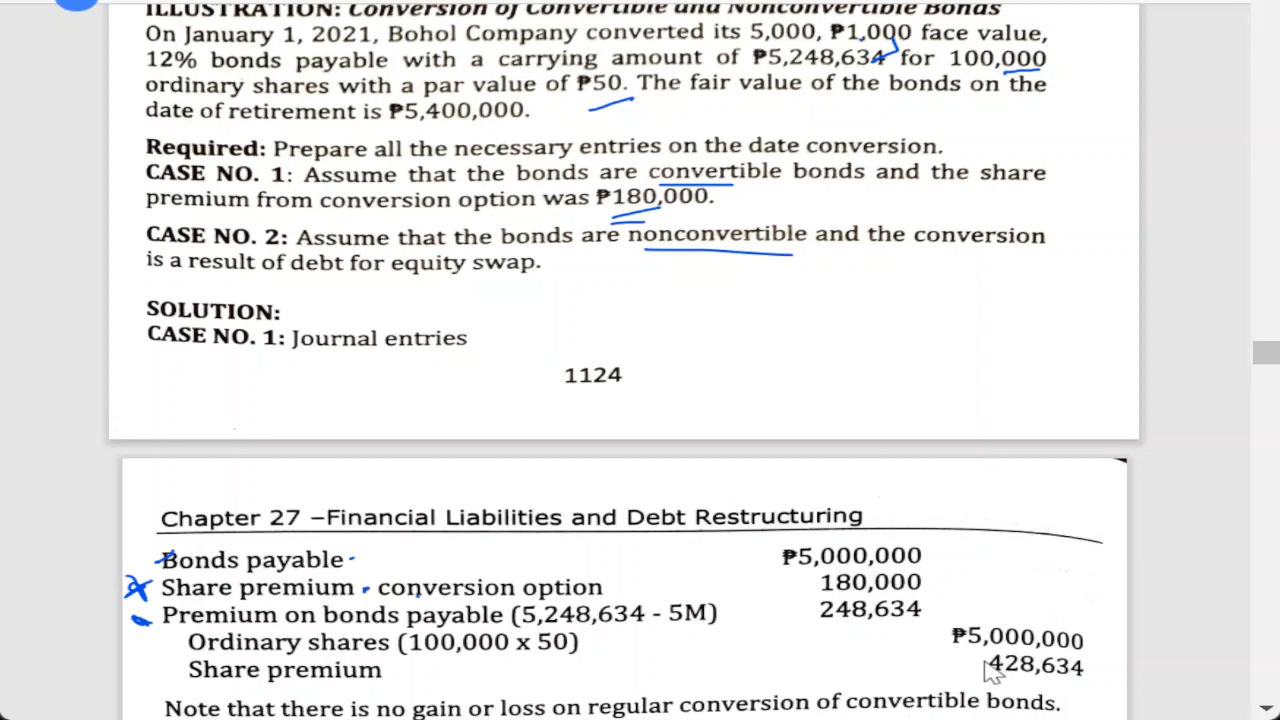 ILLUSTRATION: Conversion of Convertible and Nonconvertible Bonds
On January 1, 2021, Bohol Company converted its 5,000, ₱1,000 face value,
12% bonds payable with a carrying amount of ₱5,248,634 for 100,000
ordinary shares with a par value of ₱50. The fair value of the bonds on the
date of retirement is ₱5,400,000.
Required: Prepare all the necessary entries on the date conversion.
CASE NO. 1: Assume that the bonds are convertible bonds and the share
premium from conversion option was ₱180,000.
CASE NO. 2: Assume that the bonds are nonconvertible and the conversion
is a result of debt for equity swap.
SOLUTION:
CASE NO. 1: Journal entries
1124
Chapter 27 –Financial Liabilities and Debt Restructuring
Bonds payable ₱5,000,000
Share premium - conversion option 180,000
Premium on bonds payable (5,248,634 - 5M) 248,634
Ordinary shares (100,000 x 50) ₱5,000,000
Share premium 428,634
Note that there is no gain or loss on regular conversion of convertible bonds.